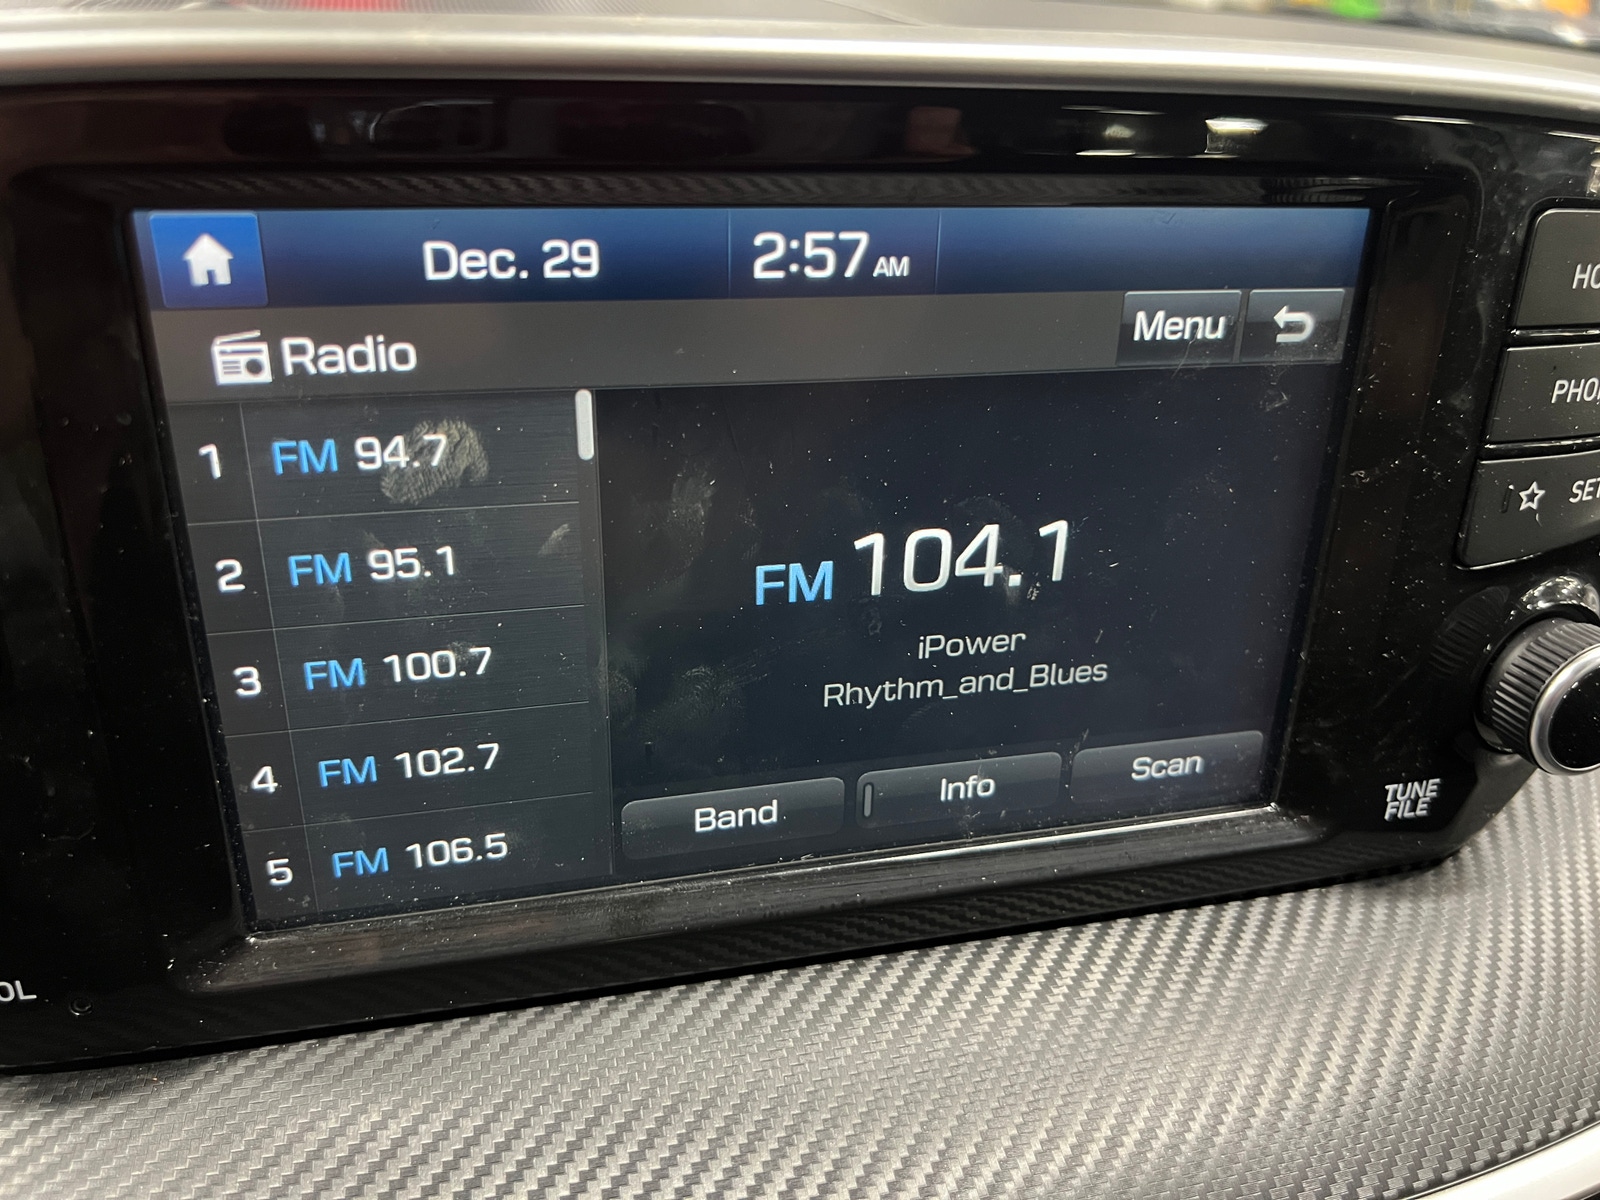 Dec. 29
2:57 AM
Radio
Menu
1 FM 94.7
2 FM 95.1
3 FM 100.7
4 FM 102.7
5 FM 106.5
FM 104.1
iPower
Rhythm_and_Blues
Band
Info
Scan
TUNE
FILE